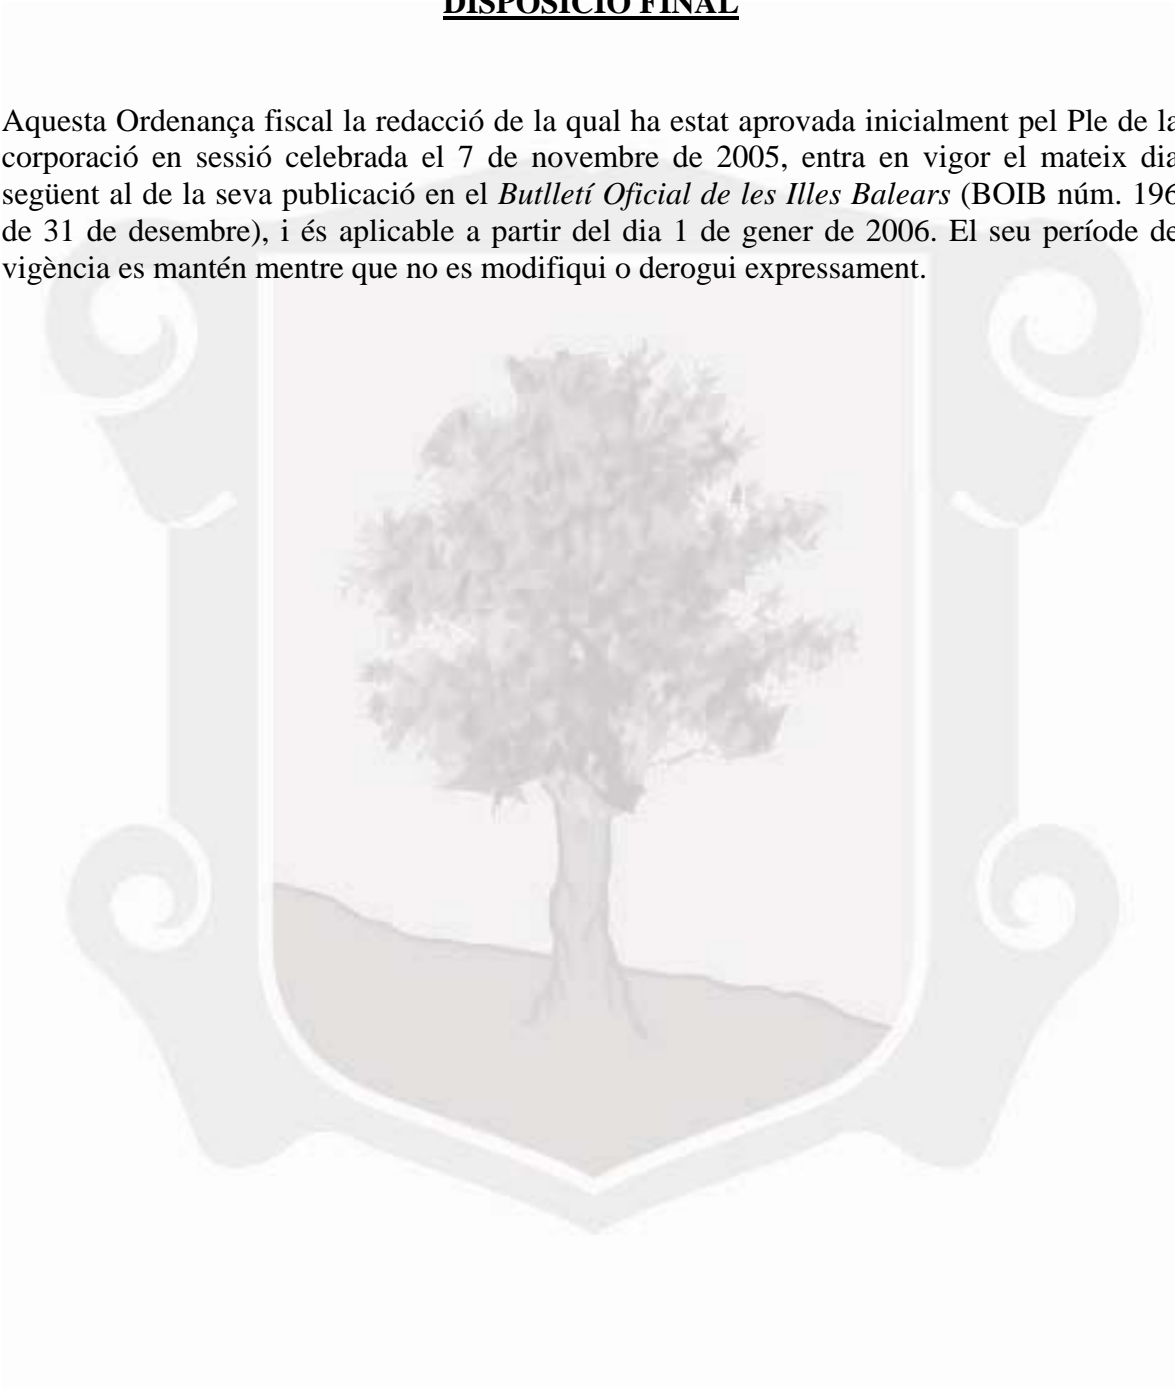 DISPOSICIÓ FINAL
Aquesta Ordenança fiscal la redacció de la qual ha estat aprovada inicialment pel Ple de la
corporació en sessió celebrada el 7 de novembre de 2005, entra en vigor el mateix dia
següent al de la seva publicació en el Butlletí Oficial de les Illes Balears (BOIB núm. 196
de 31 de desembre), i és aplicable a partir del dia 1 de gener de 2006. El seu període de
vigència es mantén mentre que no es modifiqui o derogui expressament.